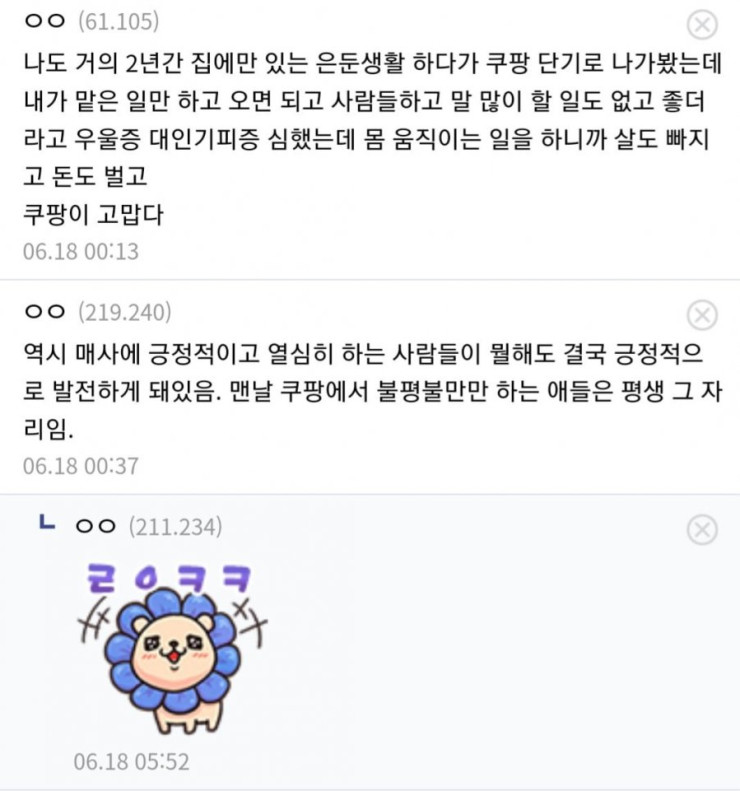 ㅇㅇ (61.105)
나도 거의 2년간 집에만 있는 은둔생활 하다가 쿠팡 단기로 나가봤는데
내가 맡은 일만 하고 오면 되고 사람들하고 말 많이 할 일도 없고 좋더
라고 우울증 대인기피증 심했는데 몸 움직이는 일을 하니까 살도 빠지
고 돈도 벌고
쿠팡이 고맙다
06.18 00:13
ㅇㅇ (219.240)
역시 매사에 긍정적이고 열심히 하는 사람들이 뭘해도 결국 긍정적으
로 발전하게 돼있음. 맨날 쿠팡에서 불평불만만 하는 애들은 평생 그 자
리임.
06.18 00:37
ㄴ ㅇㅇ (211.234)
ㄹㅇㅋㅋ
06.18 05:52